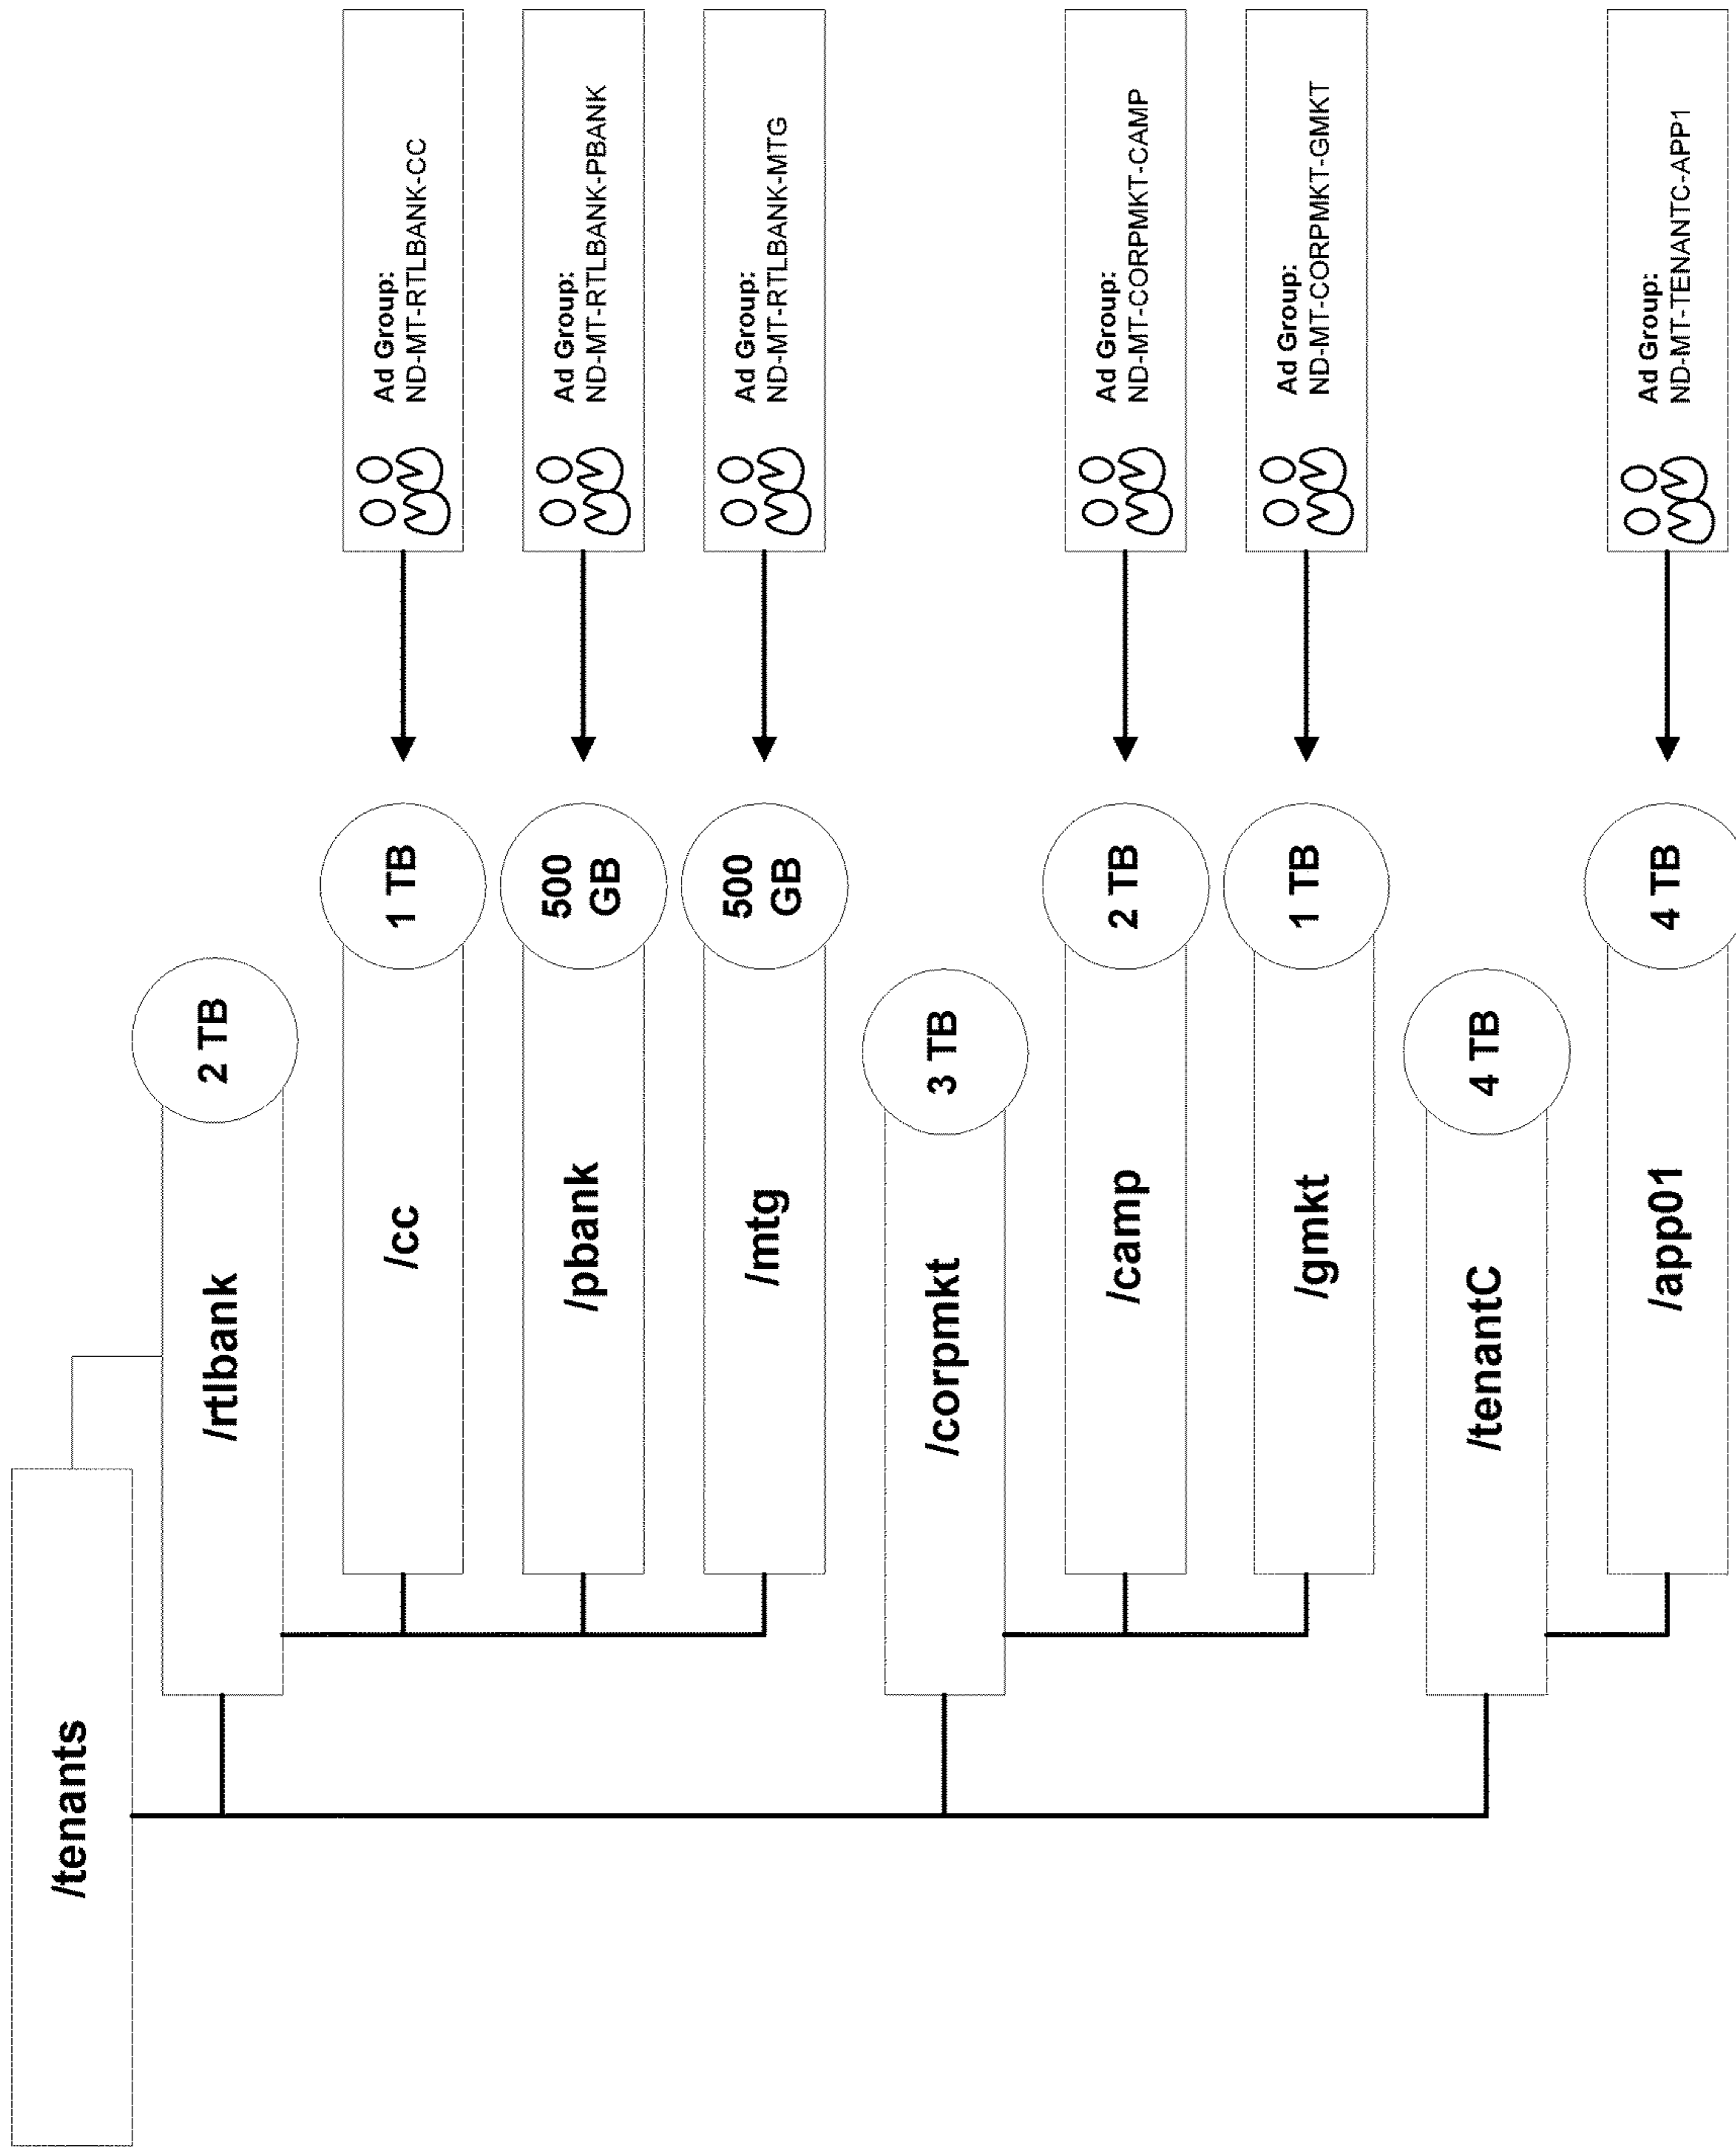 /tenants
/rtlbank
2 TB
/cc
1 TB
Ad Group:
ND-MT-RTLBANK-CC
/pbank
500
GB
Ad Group:
ND-MT-RTLBANK-PBANK
/mtg
500
GB
Ad Group:
ND-MT-RTLBANK-MTG
/corpmkt
3 TB
/camp
2 TB
Ad Group:
ND-MT-CORPMKT-CAMP
/gmkt
1 TB
Ad Group:
ND-MT-CORPMKT-GMKT
/tenantC
4 TB
/app01
4 TB
Ad Group:
ND-MT-TENANTC-APP1